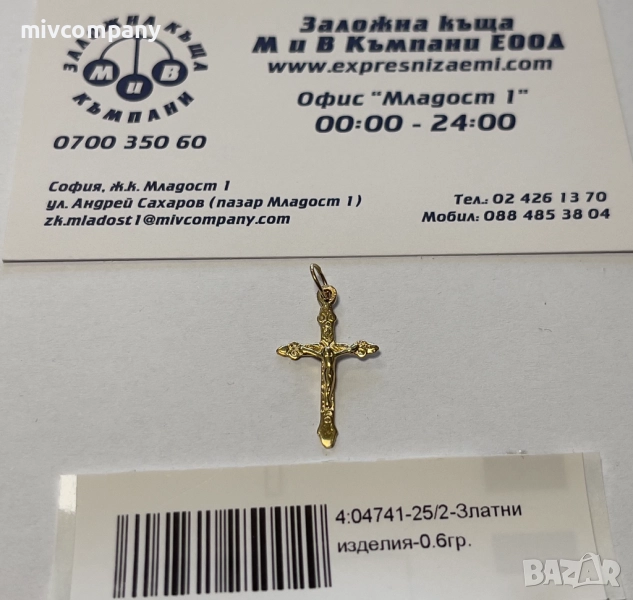 mivcompany
ЗАЛОЖНА КЪЩА
М и В
КЪМПАНИ
0700 350 60
Заложна къща
М и В Къмпани ЕООД
www.expresnizaemi.com
Офис "Младост 1"
00:00 - 24:00
София, ж.к. Младост 1
ул. Андрей Сахаров (пазар Младост 1)
zk.mladost1@mivcompany.com
Тел.: 02 426 13 70
Мобил: 088 485 38 04
4:04741-25/2-Златни
изделия-0.6гр.
BAZAR